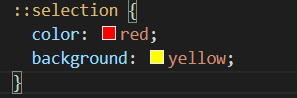 ::selection {
color: red;
background: yellow;
}